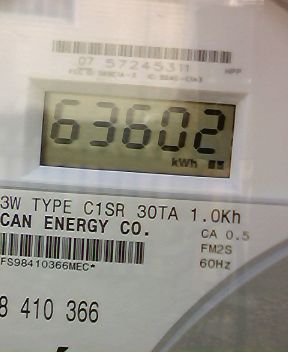 07 57245311
HPP
63602
kWh
3W TYPE C1SR 30TA 1.0Kh
CAN ENERGY CO.
CA 0.5
FM2S
60Hz
FS98410366MEC*
8 410 366